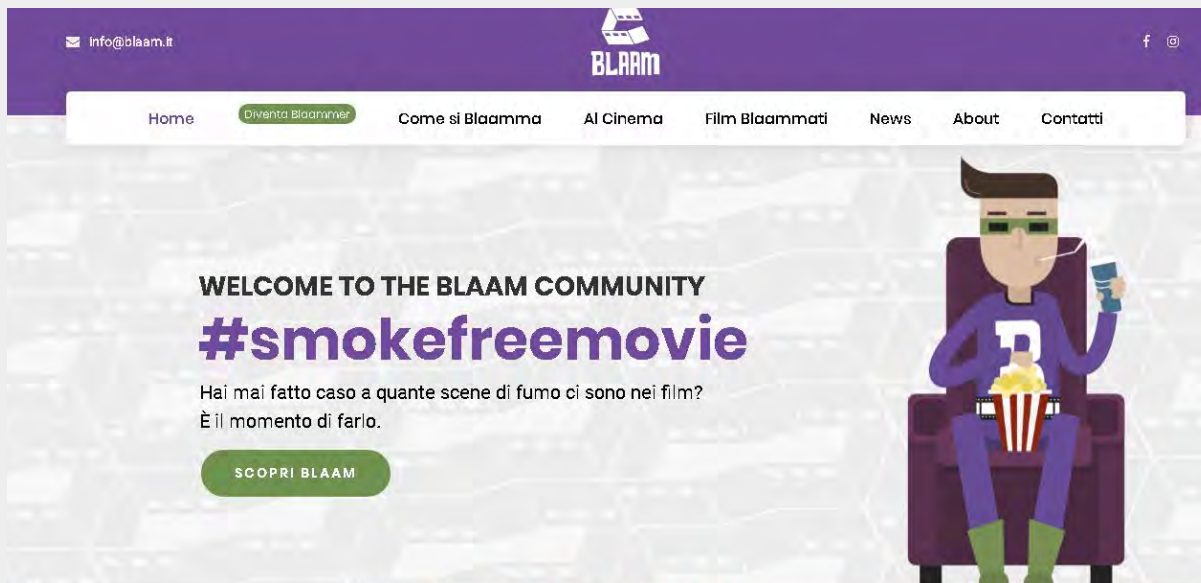 info@blaam.it
BLAAM
Home
Diventa Blaammer
Come si Blaamma
Al Cinema
Film Blaammati
News
About
Contatti
WELCOME TO THE BLAAM COMMUNITY
#smokefreemovie
Hai mai fatto caso a quante scene di fumo ci sono nei film?
È il momento di farlo.
SCOPRI BLAAM
B